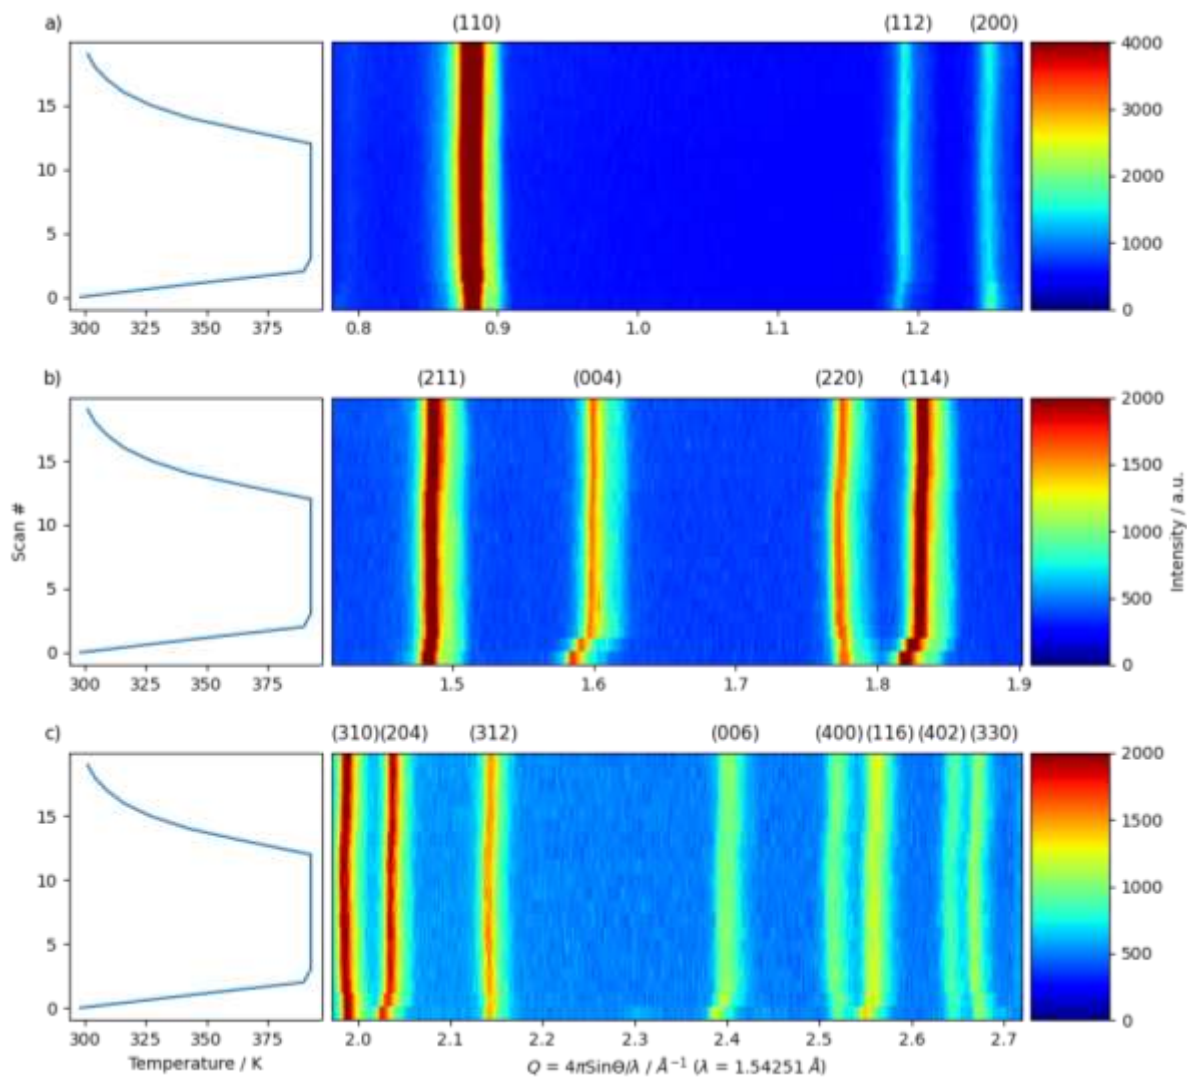 a)
(110) (112) (200)
15
10
5
0
300 325 350 375
0.8 0.9 1.0 1.1 1.2
4000
3000
2000
1000
0
b)
(211) (004) (220) (114)
15
10
5
0
300 325 350 375
1.5 1.6 1.7 1.8 1.9
2000
1500
1000
500
0
Scan #
Intensity / a.u.
c)
(310) (204) (312) (006) (400) (116) (402) (330)
15
10
5
0
300 325 350 375
2.0 2.1 2.2 2.3 2.4 2.5 2.6 2.7
2000
1500
1000
500
0
Temperature / K
Q = 4πSinΘ/λ / Å⁻¹ (λ = 1.54251 Å)